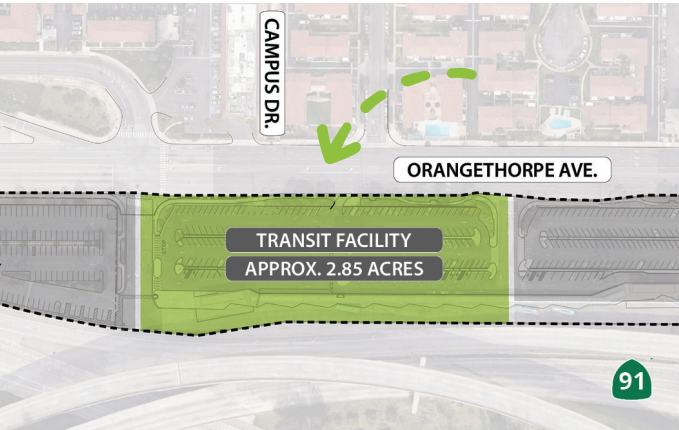 CAMPUS DR.
ORANGETHORPE AVE.
TRANSIT FACILITY
APPROX. 2.85 ACRES
91